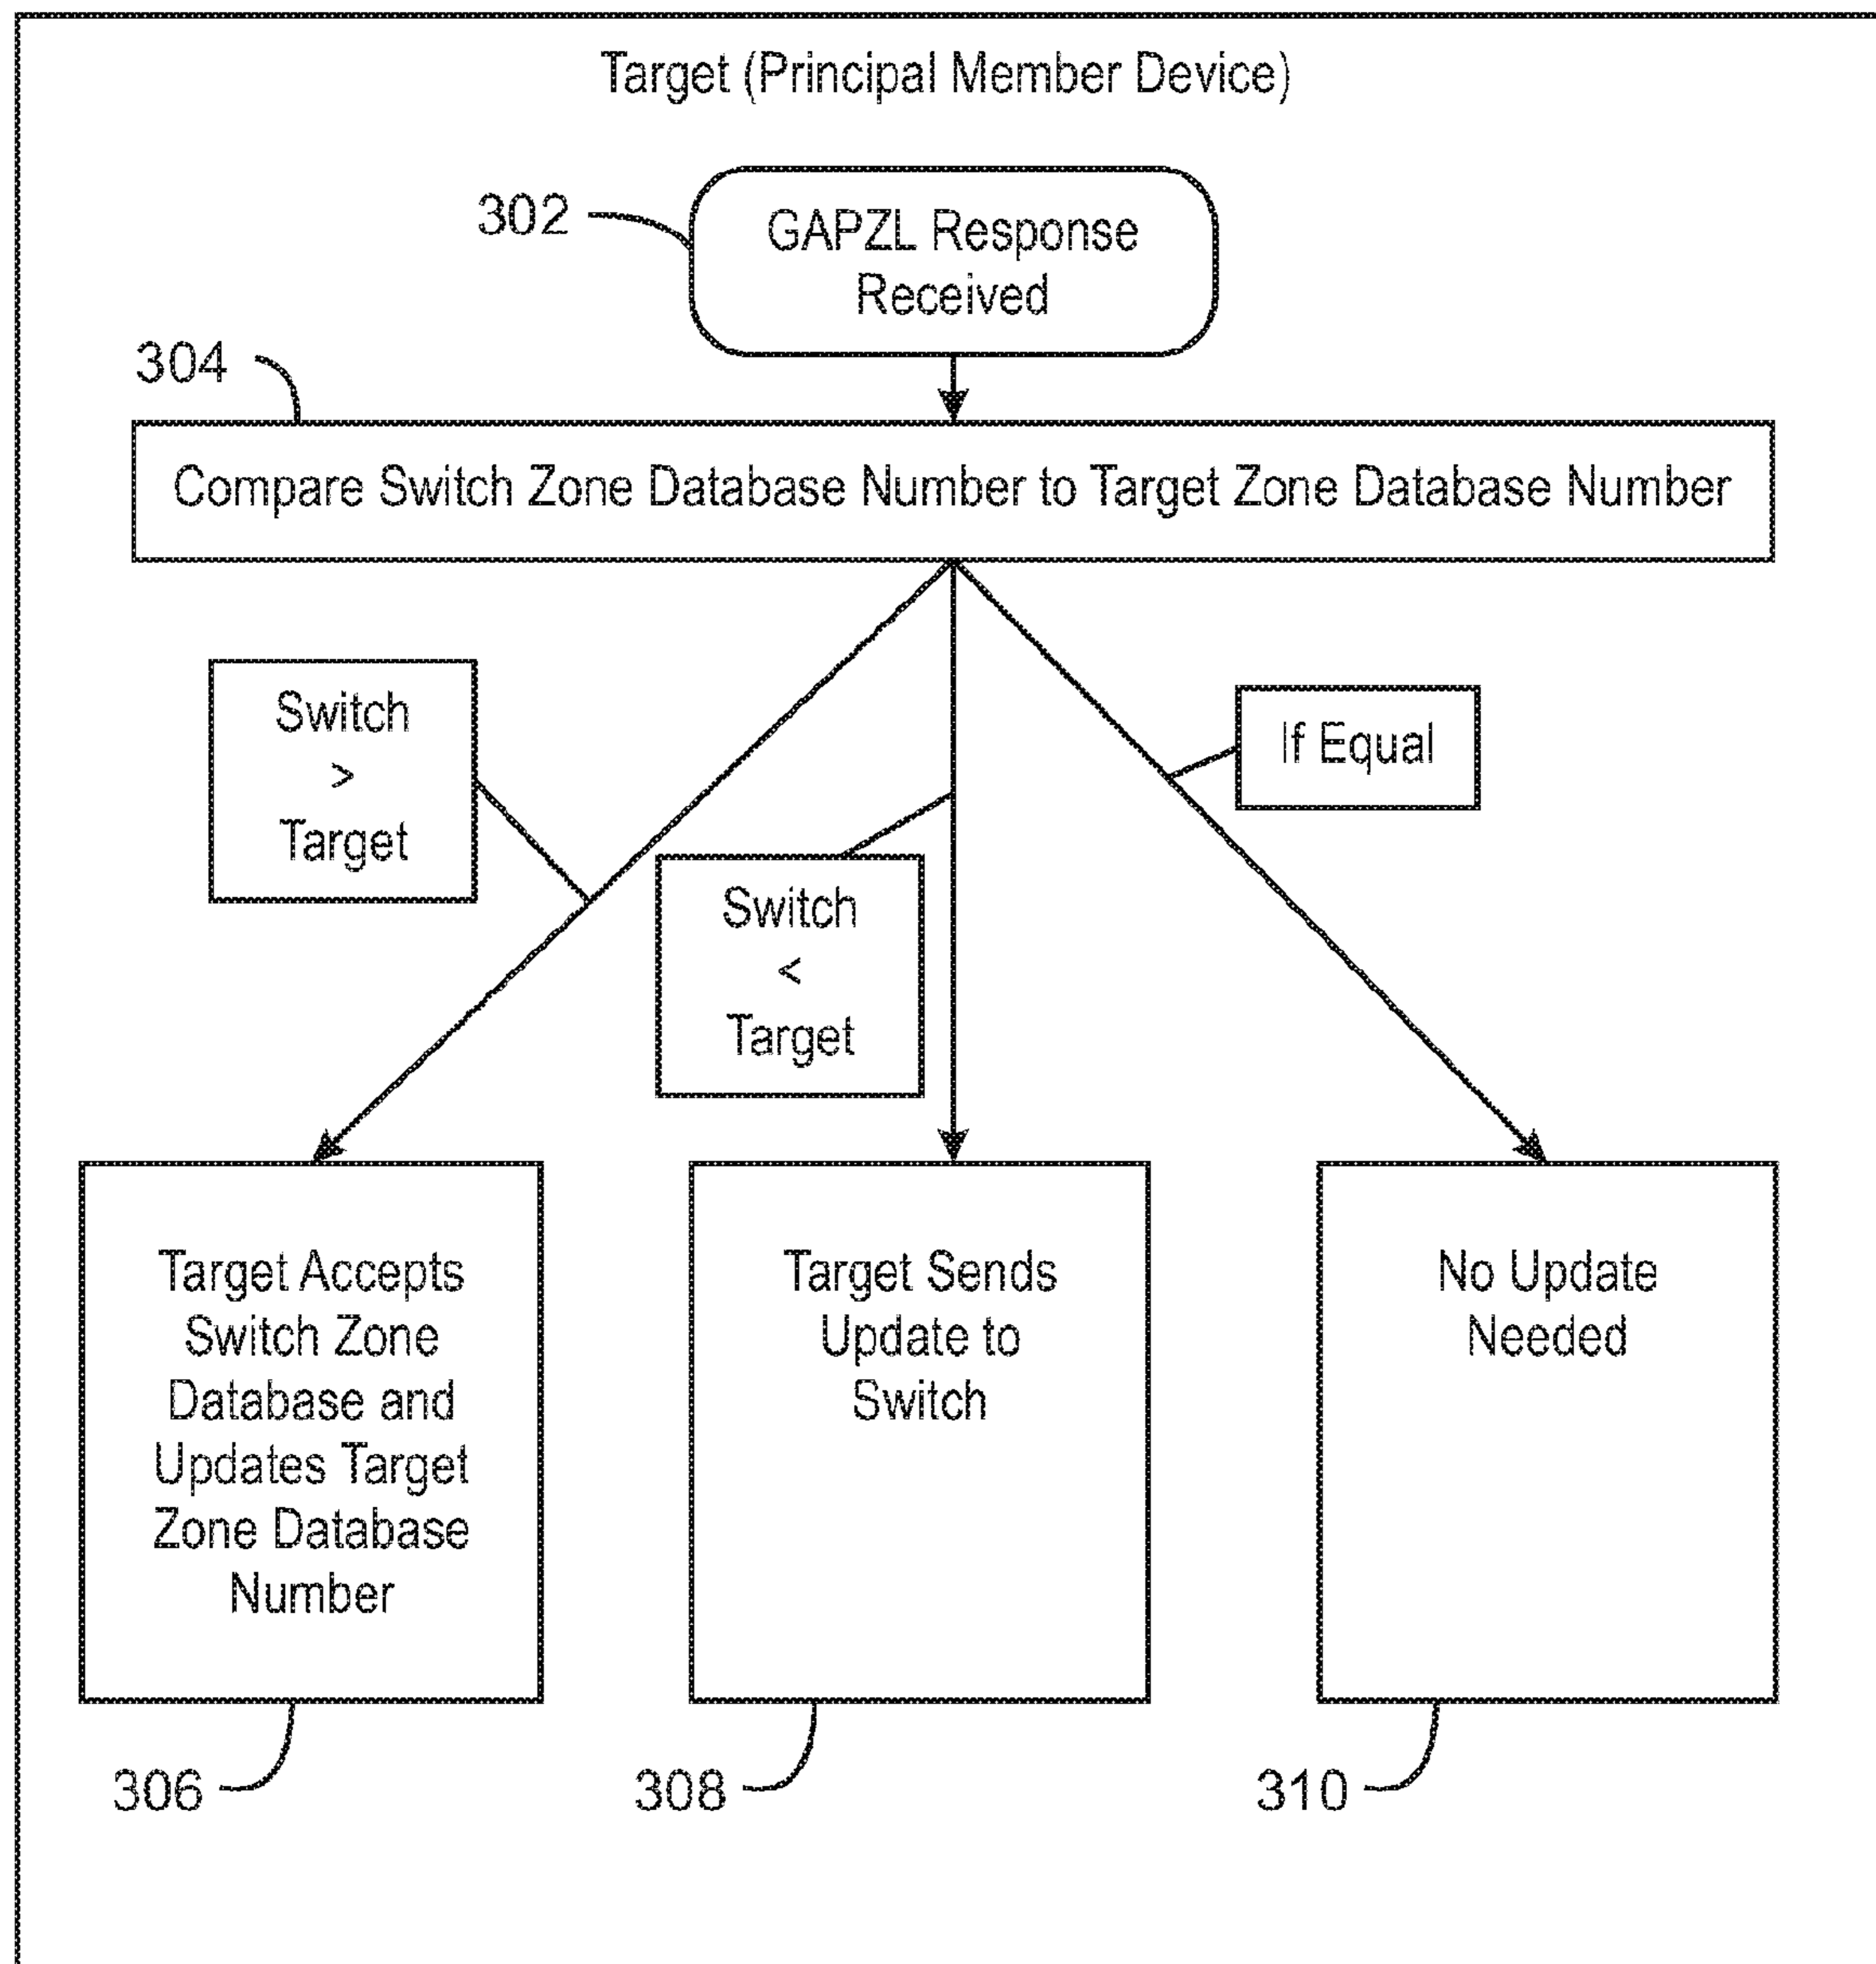 Target (Principal Member Device)
302
GAPZL Response
Received
304
Compare Switch Zone Database Number to Target Zone Database Number
Switch
>
Target
If Equal
Switch
<
Target
Target Accepts
Switch Zone
Database and
Updates Target
Zone Database
Number
Target Sends
Update to
Switch
No Update
Needed
306
308
310